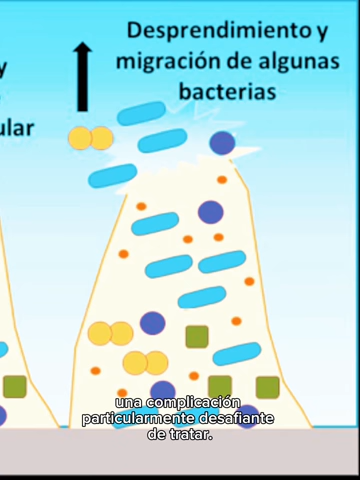 Desprendimiento y
migración de algunas
bacterias
y
ular
una complicación
particularmente desafiante
de tratar.